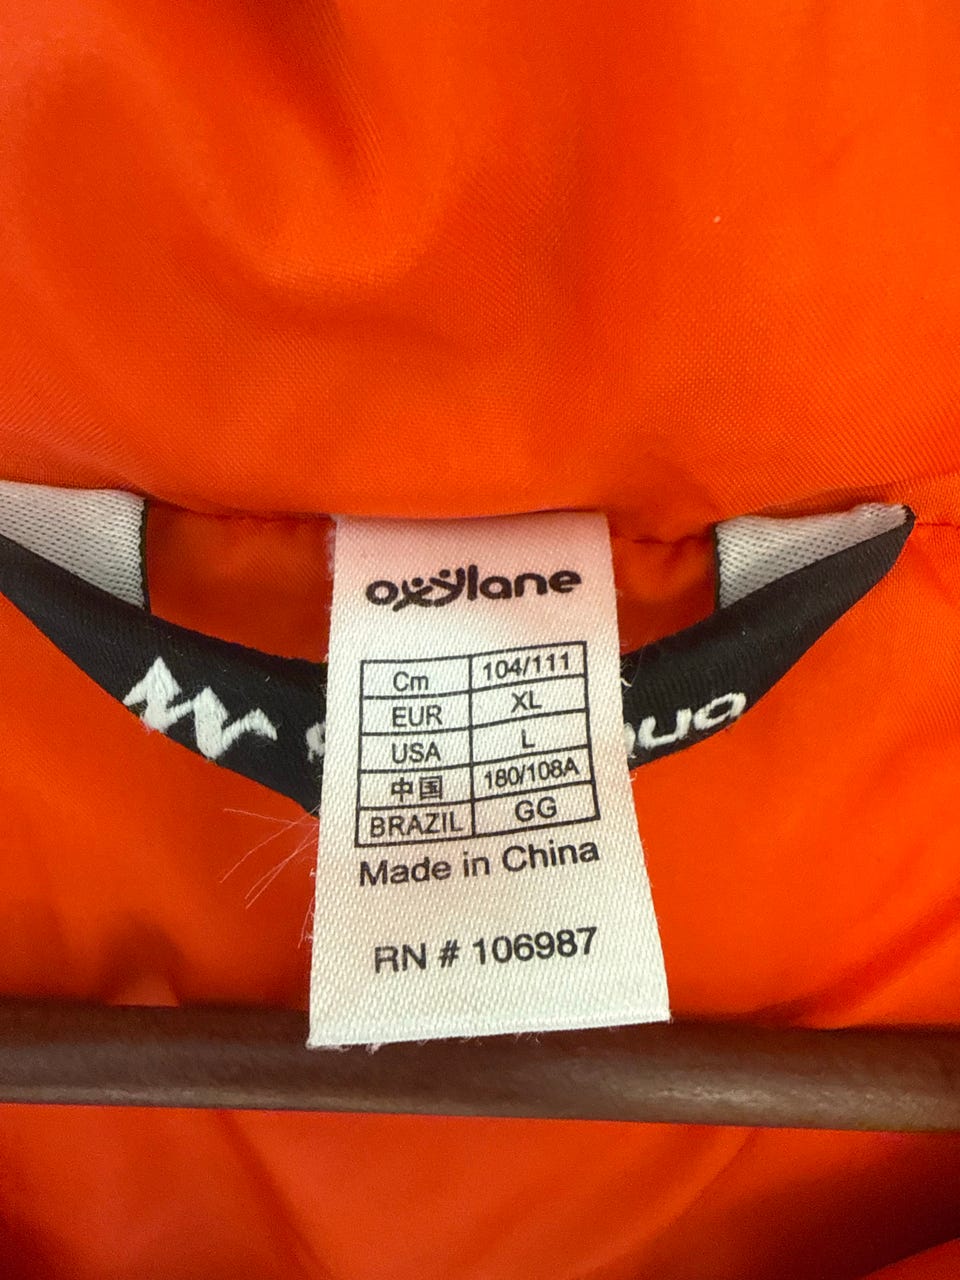 oxylane
Cm 104/111
EUR XL
USA L
中国 180/108A
BRAZIL GG
Made in China
RN # 106987